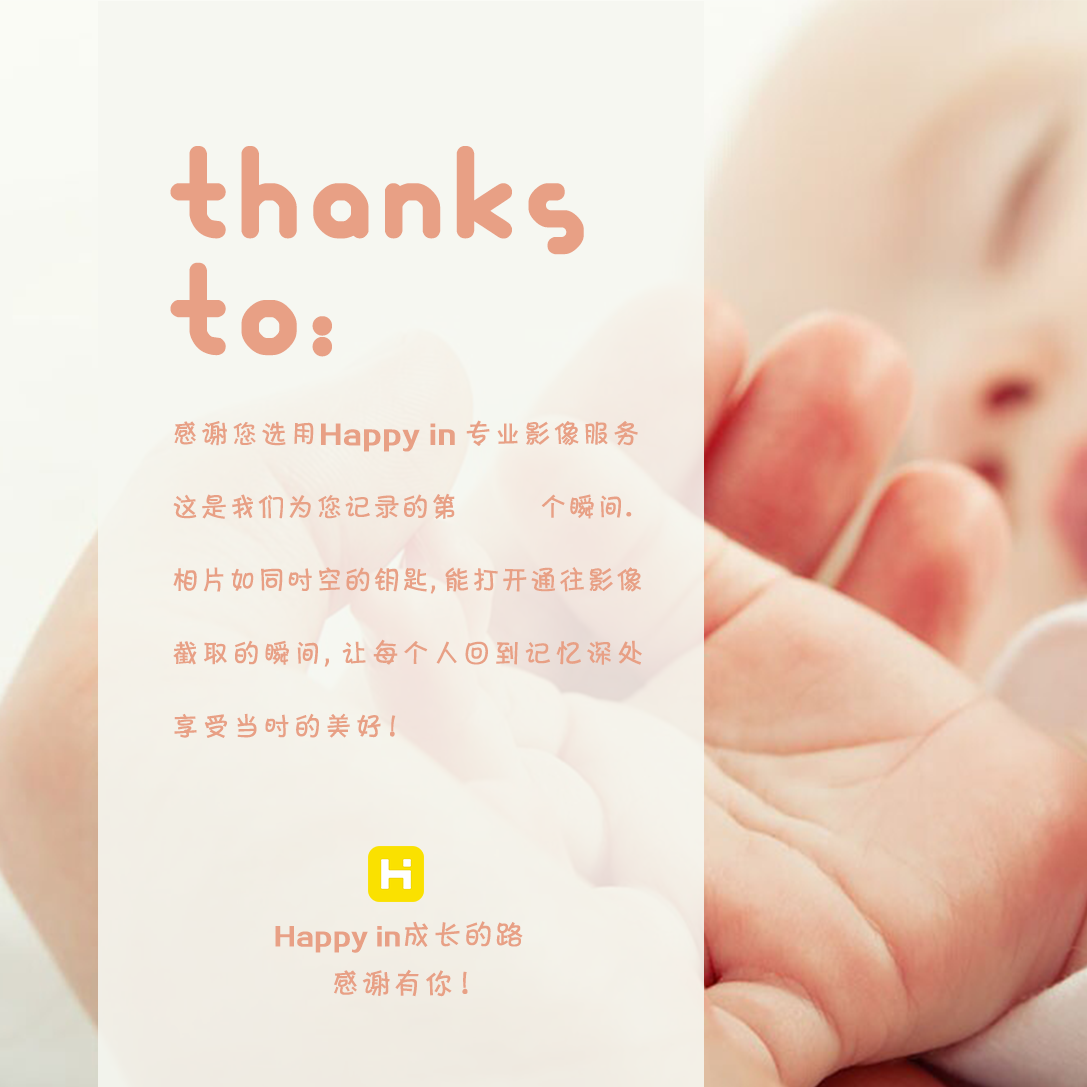 thanks
to:
感谢您选用Happy in 专业影像服务
这是我们为您记录的第 个瞬间.
相片如同时空的钥匙,能打开通往影像
截取的瞬间,让每个人回到记忆深处
享受当时的美好!
Hi
Happy in成长的路
感谢有你!